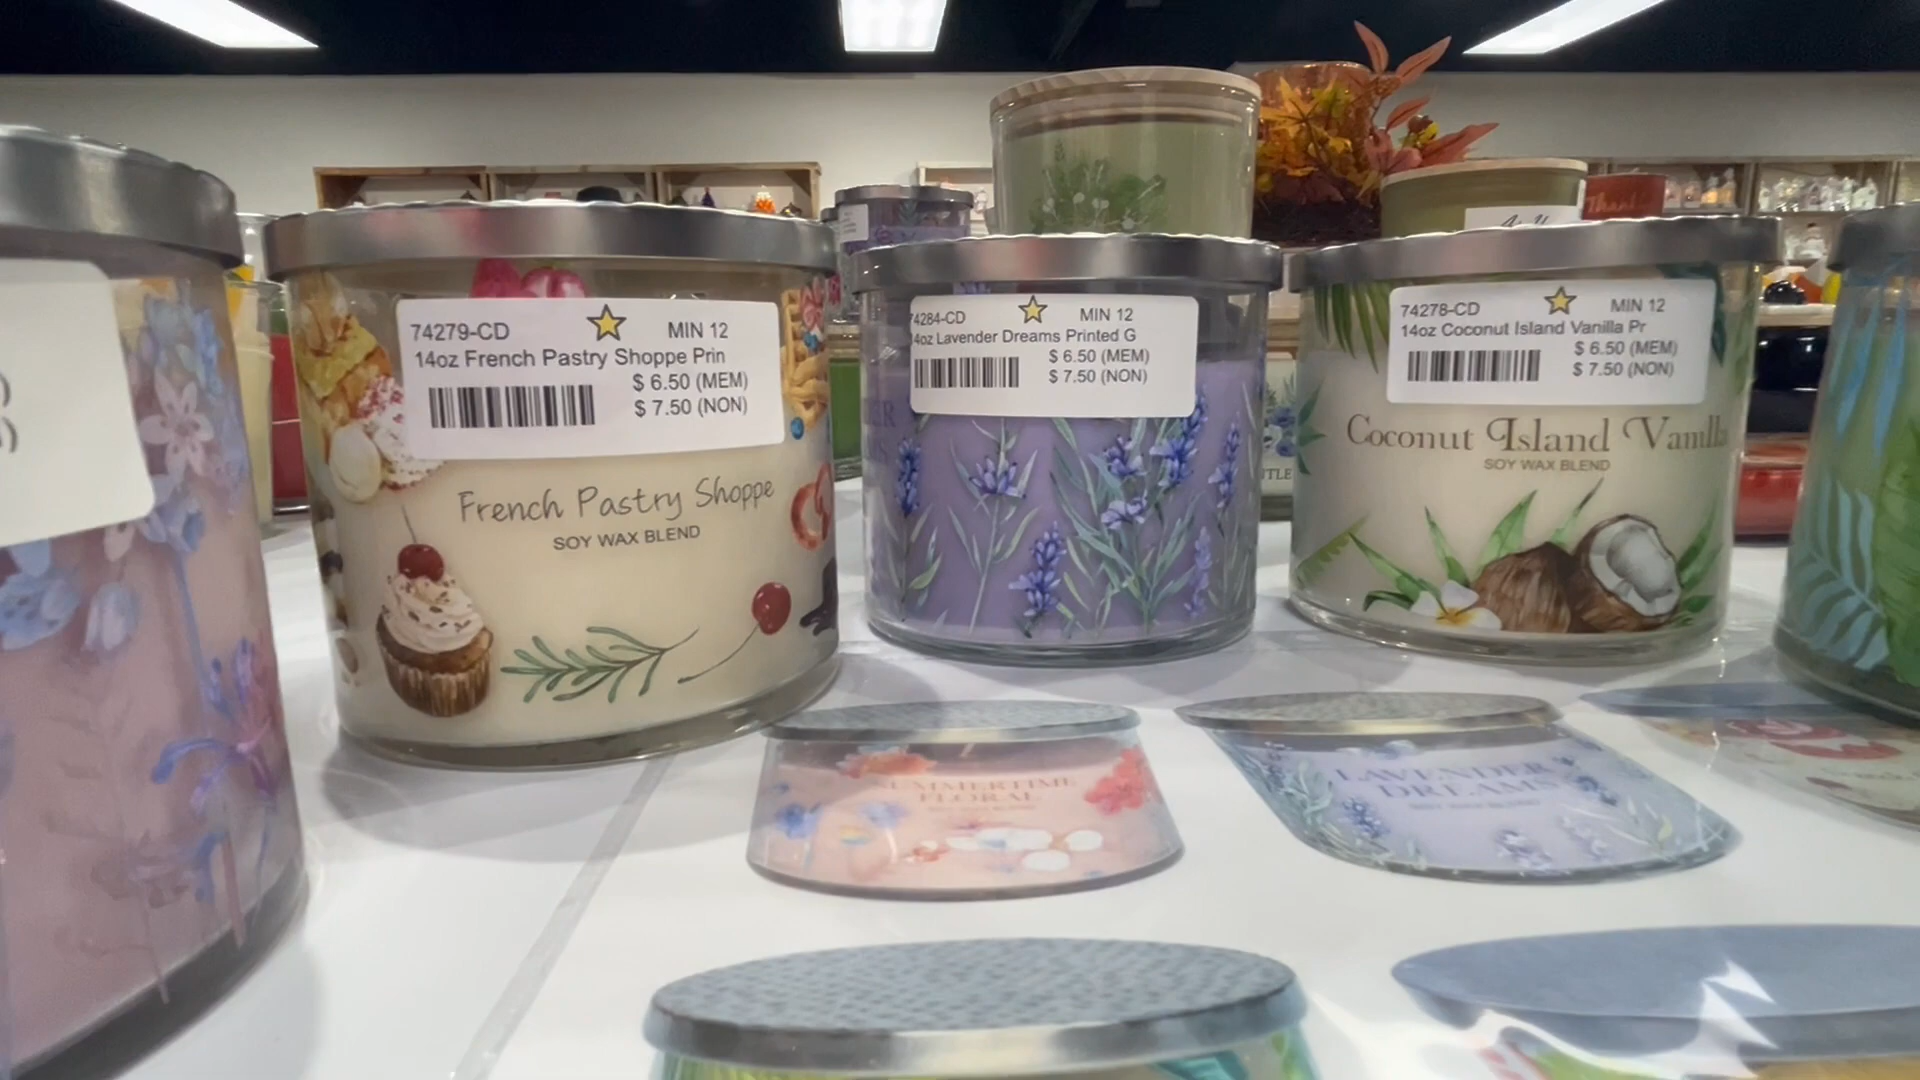 74279-CD MIN 12
14oz French Pastry Shoppe Prin
$ 6.50 (MEM)
$ 7.50 (NON)
French Pastry Shoppe
SOY WAX BLEND
74284-CD MIN 12
14oz Lavender Dreams Printed G
$ 6.50 (MEM)
$ 7.50 (NON)
74278-CD MIN 12
14oz Coconut Island Vanilla Pr
$ 6.50 (MEM)
$ 7.50 (NON)
Coconut Island Vanilla
SOY WAX BLEND
SUMMERTIME
FLORAL
LAVENDER
DREAMS